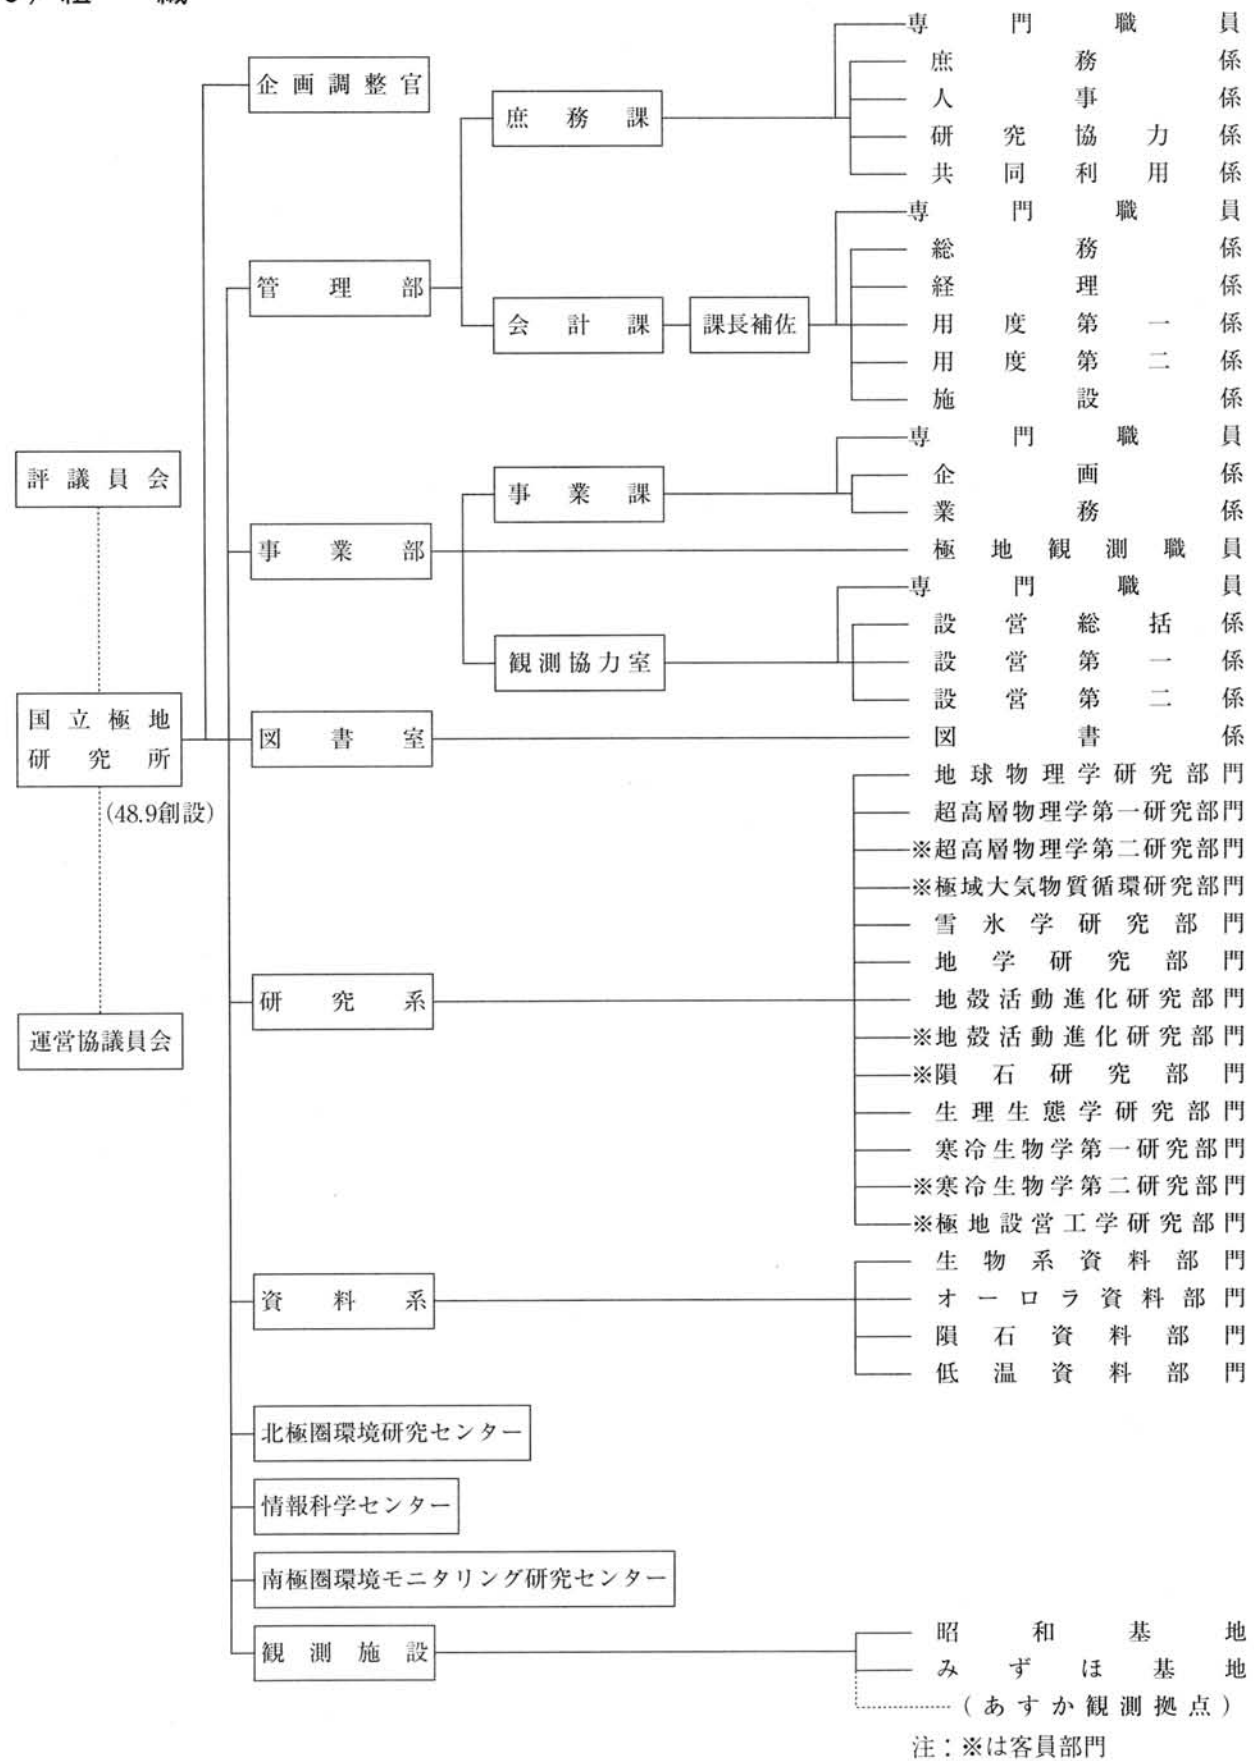 組織
専門職員
企画調整官
庶務課
庶務係
人事係
研究協力係
共同利用係
管理部
会計課
課長補佐
専門職員
総務係
経理係
用度第一係
用度第二係
施設係
評議員会
事業部
事業課
専門職員
企画係
業務係
極地観測職員
観測協力室
専門職員
設営総括係
設営第一係
設営第二係
国立極地
研究所
(48.9創設)
図書室
図書係
運営協議員会
研究系
地球物理学研究部門
超高層物理学第一研究部門
※超高層物理学第二研究部門
※極域大気物質循環研究部門
雪氷学研究部門
地学研究部門
地殻活動進化研究部門
※地殻活動進化研究部門
※隕石研究部門
生理生態学研究部門
寒冷生物学第一研究部門
※寒冷生物学第二研究部門
※極地設営工学研究部門
資料系
生物系資料部門
オーロラ資料部門
隕石資料部門
低温資料部門
北極圏環境研究センター
情報科学センター
南極圏環境モニタリング研究センター
観測施設
昭和基地
みずほ基地
(あすか観測拠点)
注:※は客員部門